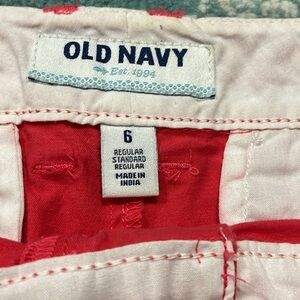 OLD NAVY
Est. 1994
6
REGULAR
STANDARD
REGULAR
MADE IN
INDIA